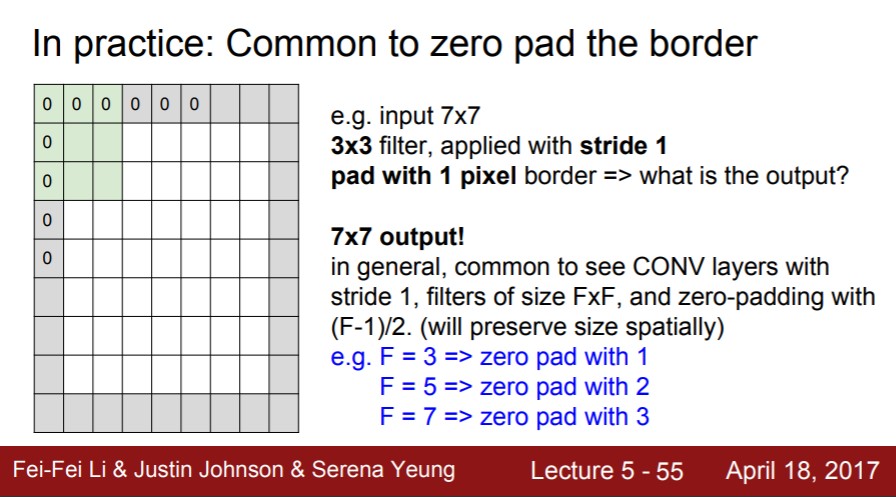 In practice: Common to zero pad the border
0 0 0 0 0 0
0
0
0
0
e.g. input 7x7
3x3 filter, applied with stride 1
pad with 1 pixel border => what is the output?
7x7 output!
in general, common to see CONV layers with
stride 1, filters of size FxF, and zero-padding with
(F-1)/2. (will preserve size spatially)
e.g. F = 3 => zero pad with 1
F = 5 => zero pad with 2
F = 7 => zero pad with 3
Fei-Fei Li & Justin Johnson & Serena Yeung Lecture 5 - 55 April 18, 2017